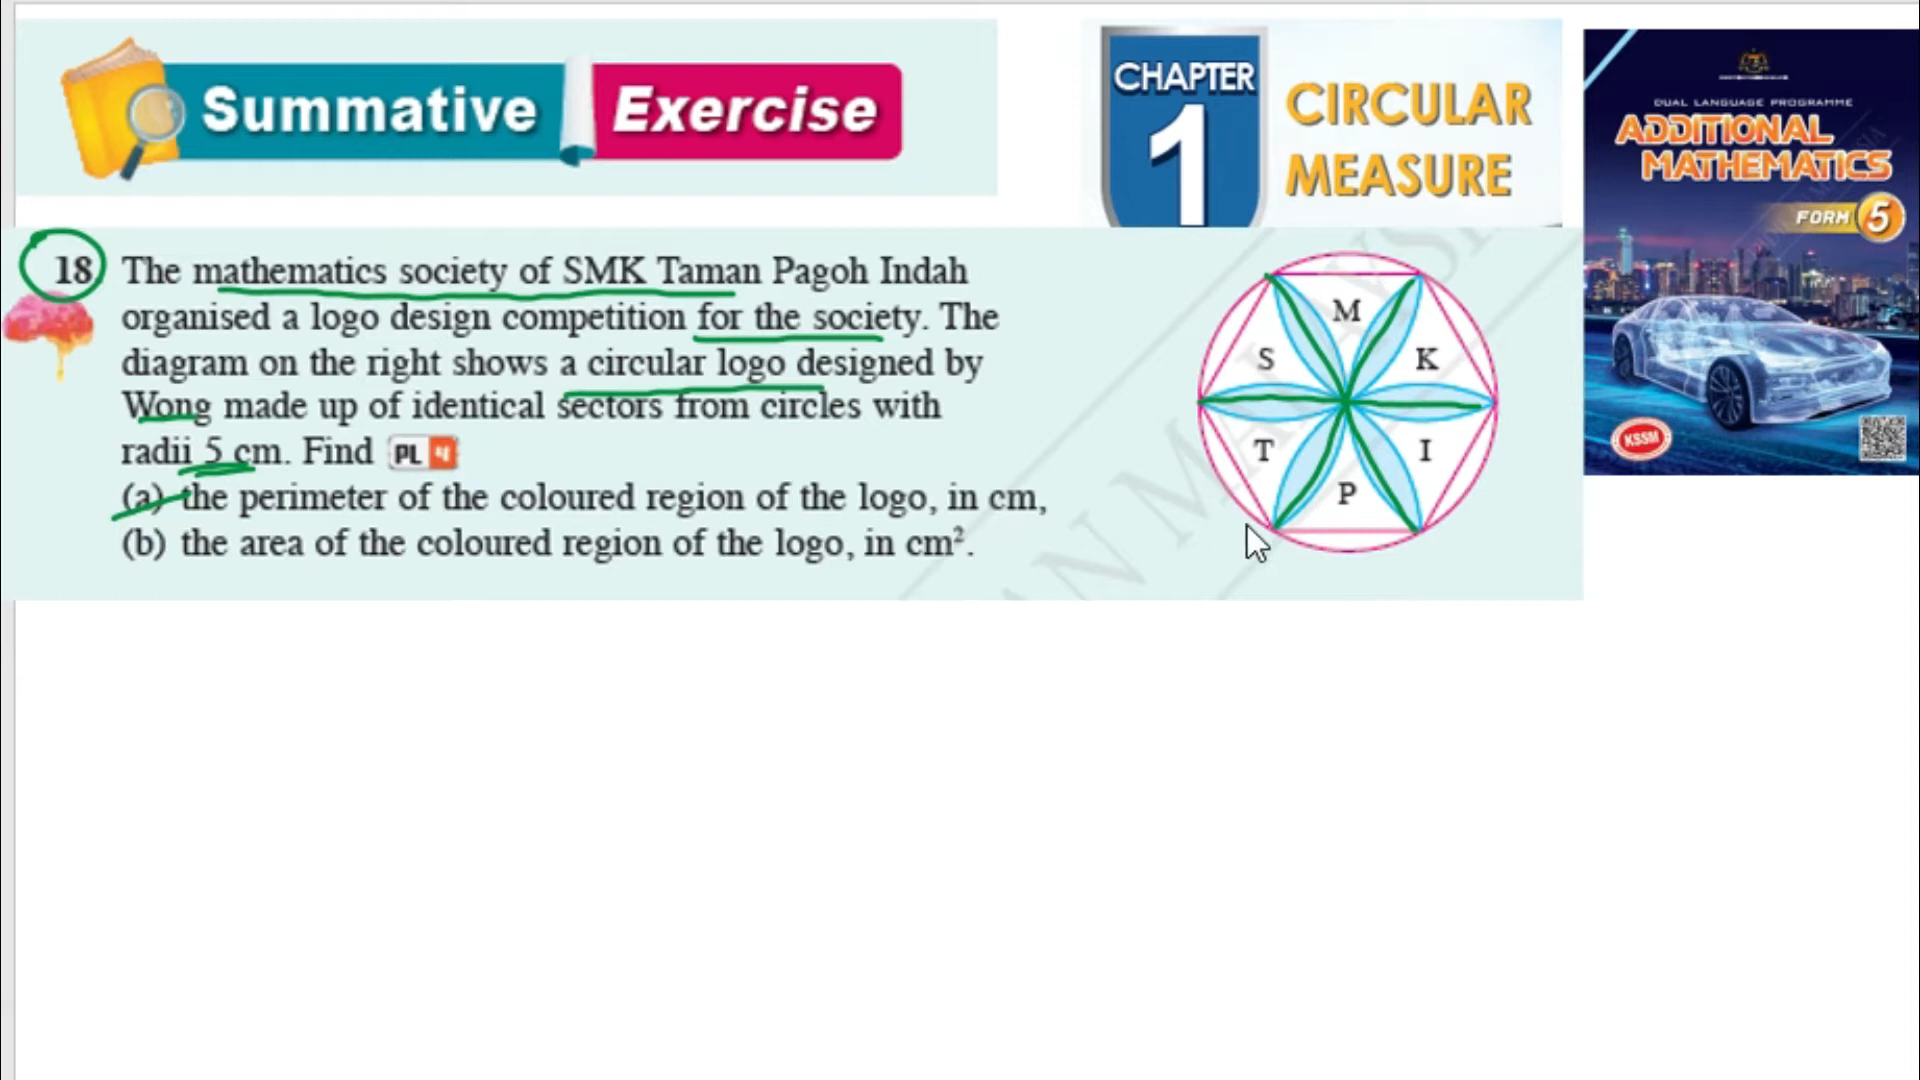 Summative Exercise
CHAPTER
1
CIRCULAR
MEASURE
DUAL LANGUAGE PROGRAMME
ADDITIONAL
MATHEMATICS
FORM 5
KSSM
18 The mathematics society of SMK Taman Pagoh Indah
organised a logo design competition for the society. The
diagram on the right shows a circular logo designed by
Wong made up of identical sectors from circles with
radii 5 cm. Find PL 4
(a) the perimeter of the coloured region of the logo, in cm,
(b) the area of the coloured region of the logo, in cm².
M
S K
T I
P